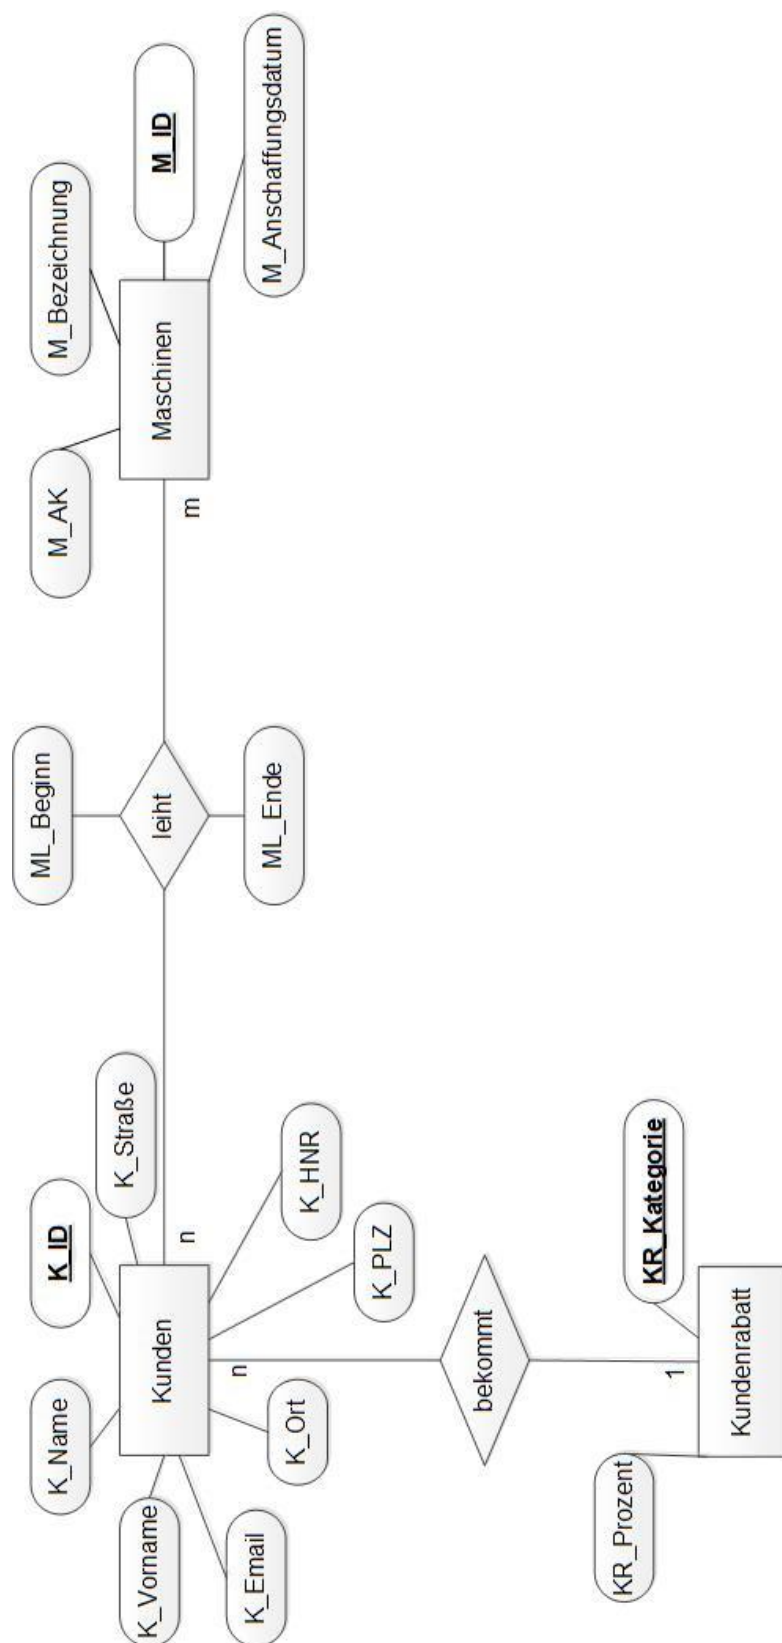 ML_Beginn
M_AK
M_Bezeichnung
M_ID
K_Name
K_ID
K_Straße
K_Vorname
Kunden
n
leiht
m
Maschinen
K_Email
K_Ort
n
K_PLZ
K_HNR
ML_Ende
M_Anschaffungsdatum
bekommt
KR_Prozent
1
KR_Kategorie
Kundenrabatt